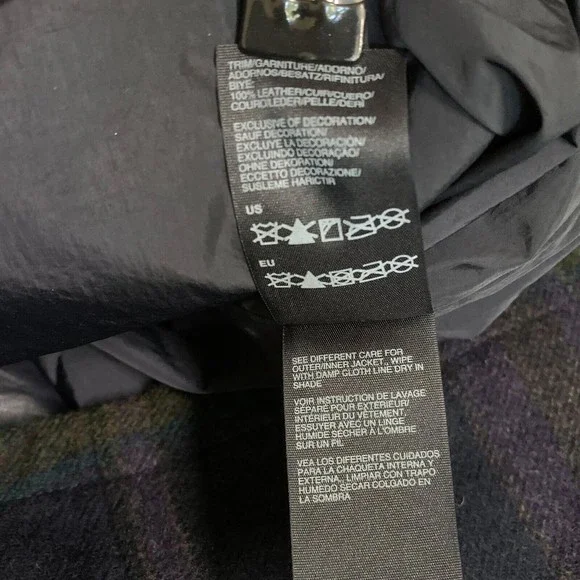 TRIM/GARNITURE/ADORNO/
ADORNOS/BESATZ/RIFINITURA/
BIYE:
100% LEATHER/CUIR/CUERO/
COURO/LEDER/PELLE/DERİ
EXCLUSIVE OF DECORATION/
SAUF DECORATION/
EXCLUYE LA DECORACIÓN/
EXCLUINDO DECORAÇÃO/
OHNE DEKORATION/
ECCETTO DECORAZIONE/
SUSLEME HARICTIR
US
EU
SEE DIFFERENT CARE FOR
OUTER/INNER JACKET,. WIPE
WITH DAMP CLOTH LINE DRY IN
SHADE
VOIR INSTRUCTION DE LAVAGE
SÉPARÉ POUR EXTÉRIEUR/
INTÉRIEUR DU VÊTEMENT.
ESSUYER AVEC UN LINGE
HUMIDE SÉCHER À L'OMBRE
SUR UN FIL.
VEA LOS DIFERENTES CUIDADOS
PARA LA CHAQUETA INTERNA Y
EXTERNA,. LIMPIAR CON TRAPO
HUMEDO SECAR COLGADO EN
LA SOMBRA